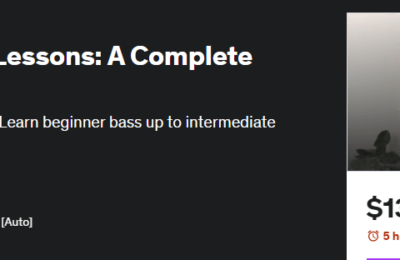 Lessons: A Complete
Learn beginner bass up to intermediate
[Auto]
$13
5 h